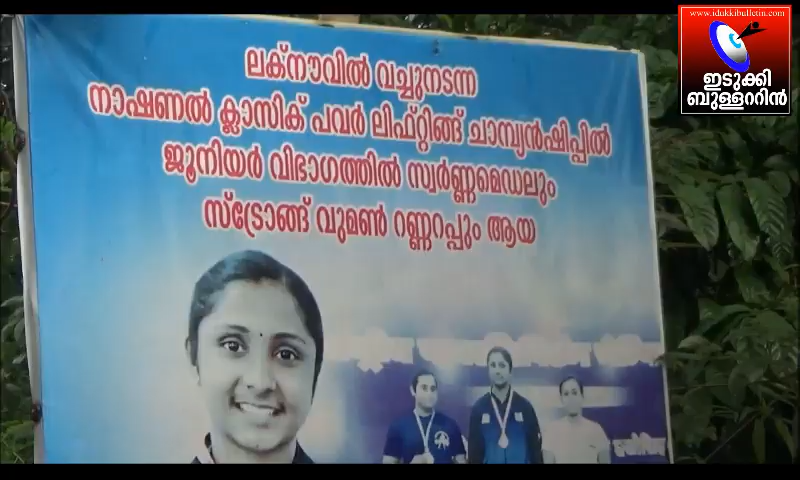 www.idukkibulletin.com
ഇടുക്കി
ബുള്ളററിൻ
ലക്നൗവിൽ വച്ചുനടന്ന
നാഷണൽ ക്ലാസിക് പവർ ലിഫ്റ്റിങ്ങ് ചാമ്പ്യൻഷിപ്പിൽ
ജൂനിയർ വിഭാഗത്തിൽ സ്വർണ്ണമെഡലും
സ്ട്രോങ്ങ് വുമൺ റണ്ണറപ്പും ആയ